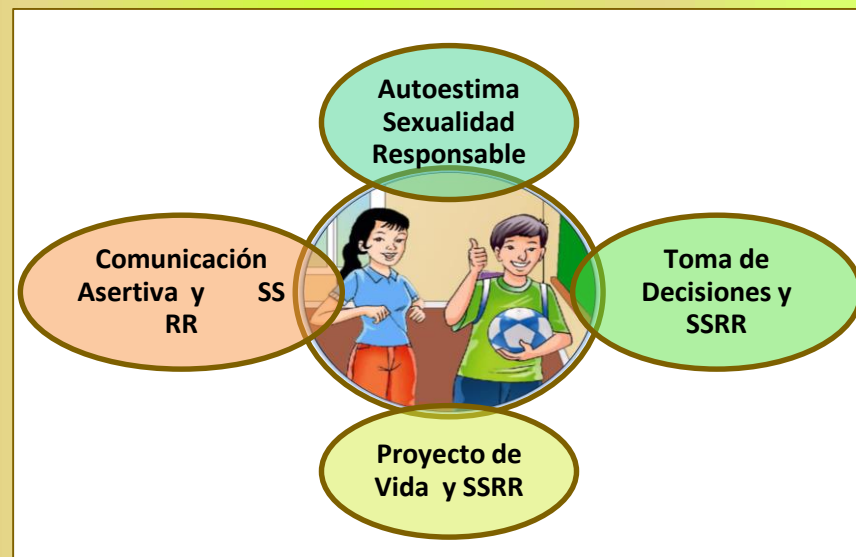 Autoestima
Sexualidad
Responsable
Comunicación
Asertiva y SS
RR
Toma de
Decisiones y
SSRR
Proyecto de
Vida y SSRR